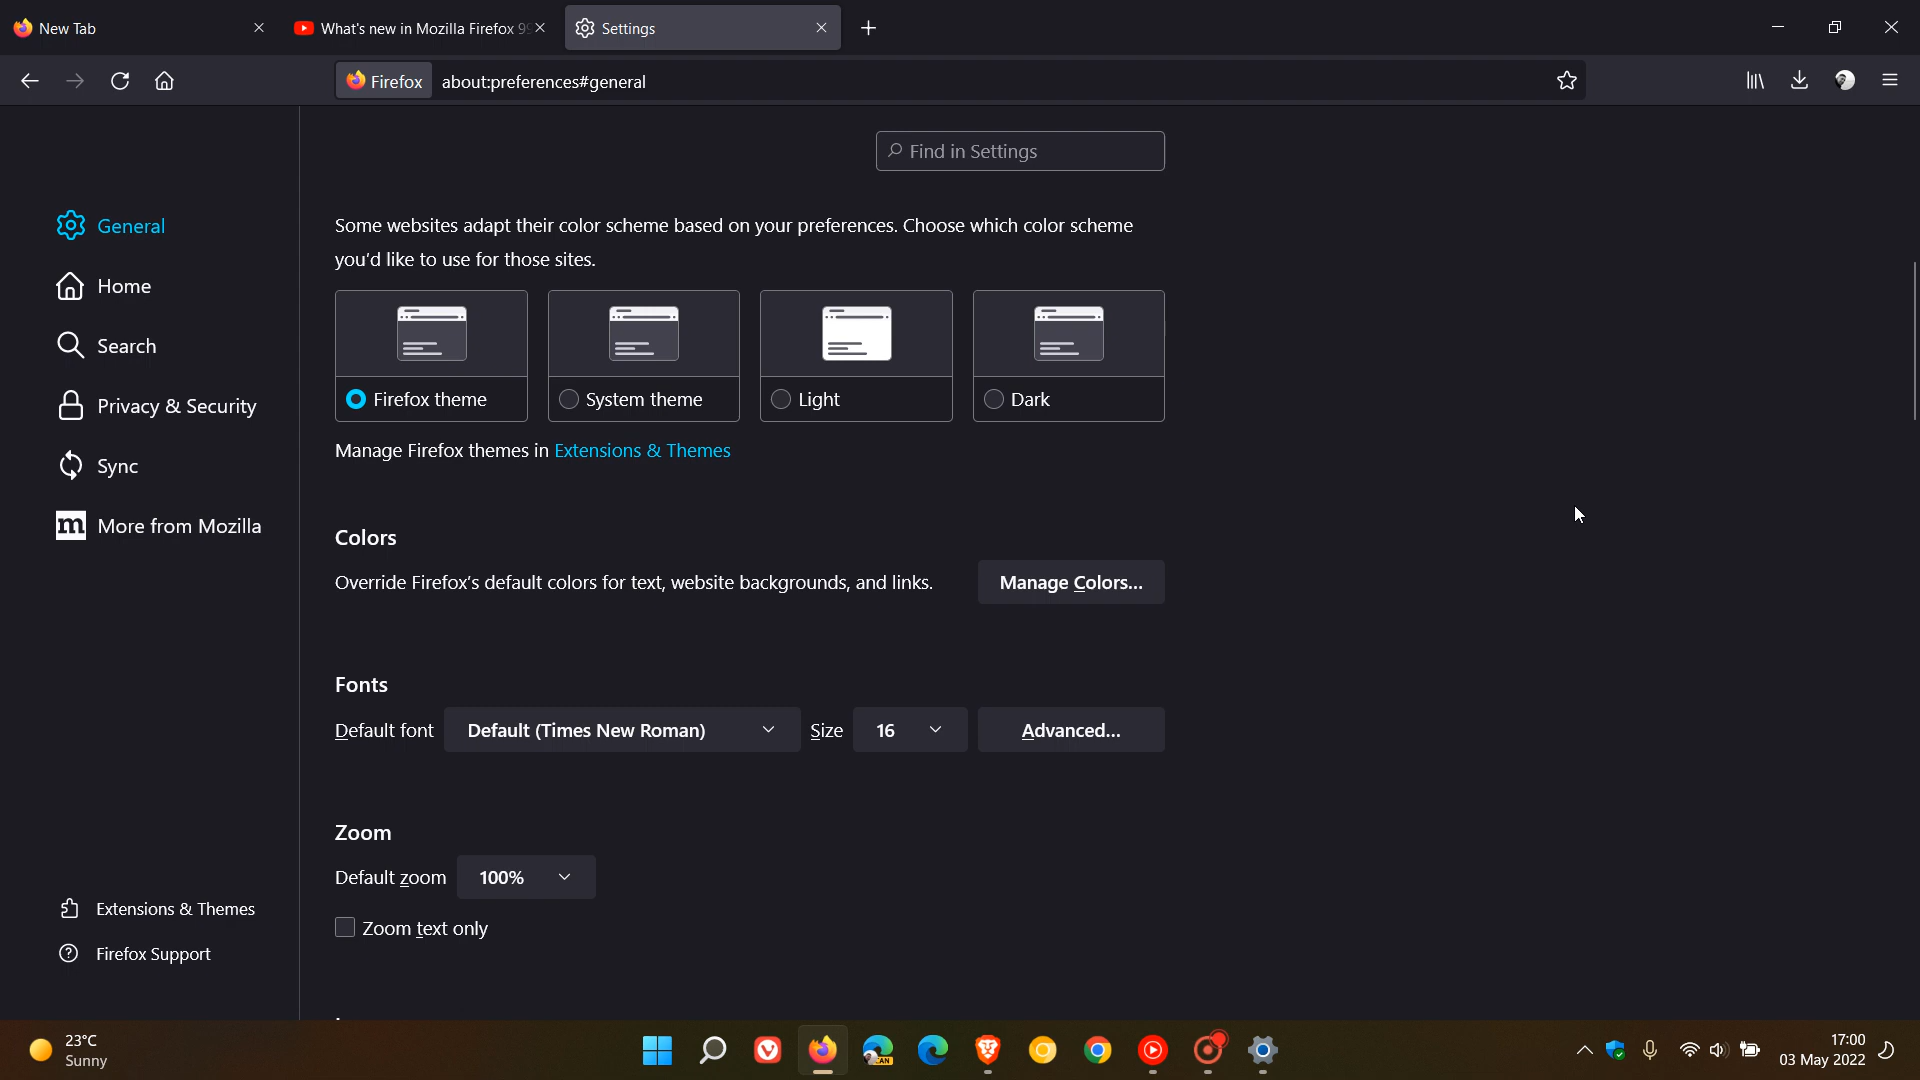 New Tab
What's new in Mozilla Firefox 99
Settings
Firefox
about:preferences#general
Find in Settings
General
Home
Search
Privacy & Security
Sync
More from Mozilla
Extensions & Themes
Firefox Support
Some websites adapt their color scheme based on your preferences. Choose which color scheme
you'd like to use for those sites.
Firefox theme
System theme
Light
Dark
Manage Firefox themes in Extensions & Themes
Colors
Override Firefox's default colors for text, website backgrounds, and links.
Manage Colors...
Fonts
Default font
Default (Times New Roman)
Size
16
Advanced...
Zoom
Default zoom
100%
Zoom text only
23°C
Sunny
CAN
17:00
03 May 2022